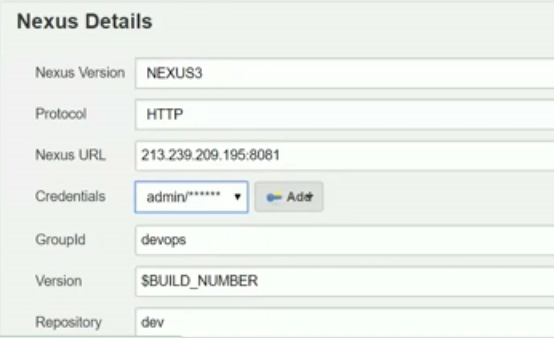 Nexus Details
Nexus Version NEXUS3
Protocol HTTP
Nexus URL 213.239.209.195:8081
Credentials admin/****** Add
GroupId devops
Version $BUILD_NUMBER
Repository dev